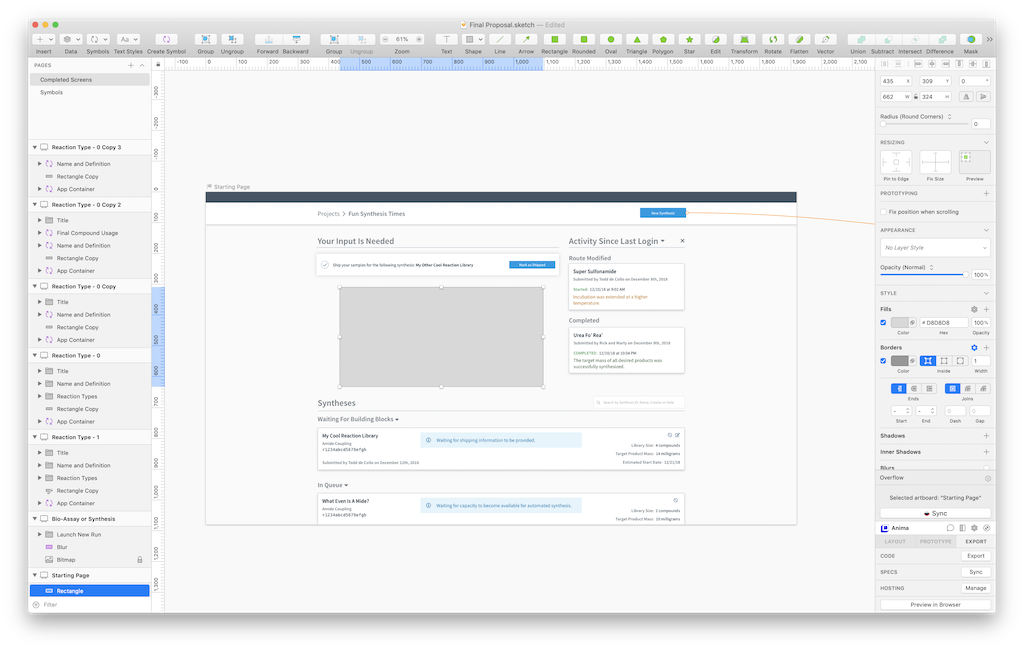 Final Proposal.sketch — Edited
61%
Insert Data Symbols Text Styles Create Symbol Group Ungroup Forward Backward Group Ungroup Zoom Text Shape Line Arrow Rectangle Rounded Oval Triangle Polygon Star Edit Transform Rotate Flatten Vector Union Subtract Intersect Difference Mask
PAGES
Completed Screens
Symbols
Reaction Type - 0 Copy 3
Name and Definition
Rectangle Copy
App Container
Reaction Type - 0 Copy 2
Title
Final Compound Usage
Name and Definition
Rectangle Copy
App Container
Reaction Type - 0 Copy
Title
Name and Definition
Rectangle Copy
App Container
Reaction Type - 0
Title
Name and Definition
Reaction Types
Rectangle Copy
App Container
Reaction Type - 1
Title
Name and Definition
Reaction Types
Rectangle Copy
App Container
Bio-Assay or Synthesis
Launch New Run
Blur
Bitmap
Starting Page
Rectangle
Filter
-100 0 100 200 300 400 500 600 700 800 900 1,000 1,100 1,200 1,300 1,400 1,500 1,600 1,700 1,800 1,900 2,000 2,100
Starting Page
Projects > Fun Synthesis Times
New Synthesis
Your Input Is Needed
Ship your samples for the following synthesis: My Other Cool Reaction Library
Mark as Shipped
Activity Since Last Login
Route Modified
Super Sulfonamide
Submitted by Todd de Colle on December 6th, 2018
Started: 12/10/18 at 9:02 AM
Incubation was extended at a higher
temperature.
Completed
Urea Fo' Rea'
Submitted by Rick and Marty on December 8th, 2018
COMPLETED: 12/10/18 at 10:54 PM
The target mass of all desired products was
successfully synthesized.
Syntheses
Waiting For Building Blocks
My Cool Reaction Library
Amide Coupling
#1234abcd5678efgh
Submitted by Todd de Colle on December 12th, 2018
Waiting for shipping information to be provided.
Library Size: 4 compounds
Target Product Mass: 14 milligrams
Estimated Start Date: 12/21/18
In Queue
What Even Is A Mide?
Amide Coupling
#1234abcd5678efgh
Waiting for capacity to become available for automated synthesis.
Library Size: 2 compounds
Target Product Mass: 10 milligrams
435 X 309 Y 0 °
662 W 324 H
Radius (Round Corners)
0
RESIZING
Pin to Edge Fix Size Preview
PROTOTYPING
Fix position when scrolling
APPEARANCE
No Layer Style
Opacity (Normal)
100%
STYLE
Fills
# D8D8D8 100%
Color Hex Opacity
Borders
1
Color Inside Width
Ends Joins
- - 0 0
Start End Dash Gap
Shadows
Inner Shadows
Blurs
Overflow
Selected artboard: "Starting Page"
Sync
Anima
LAYOUT PROTOTYPE EXPORT
CODE Export
SPECS Sync
HOSTING Manage
Preview in Browser